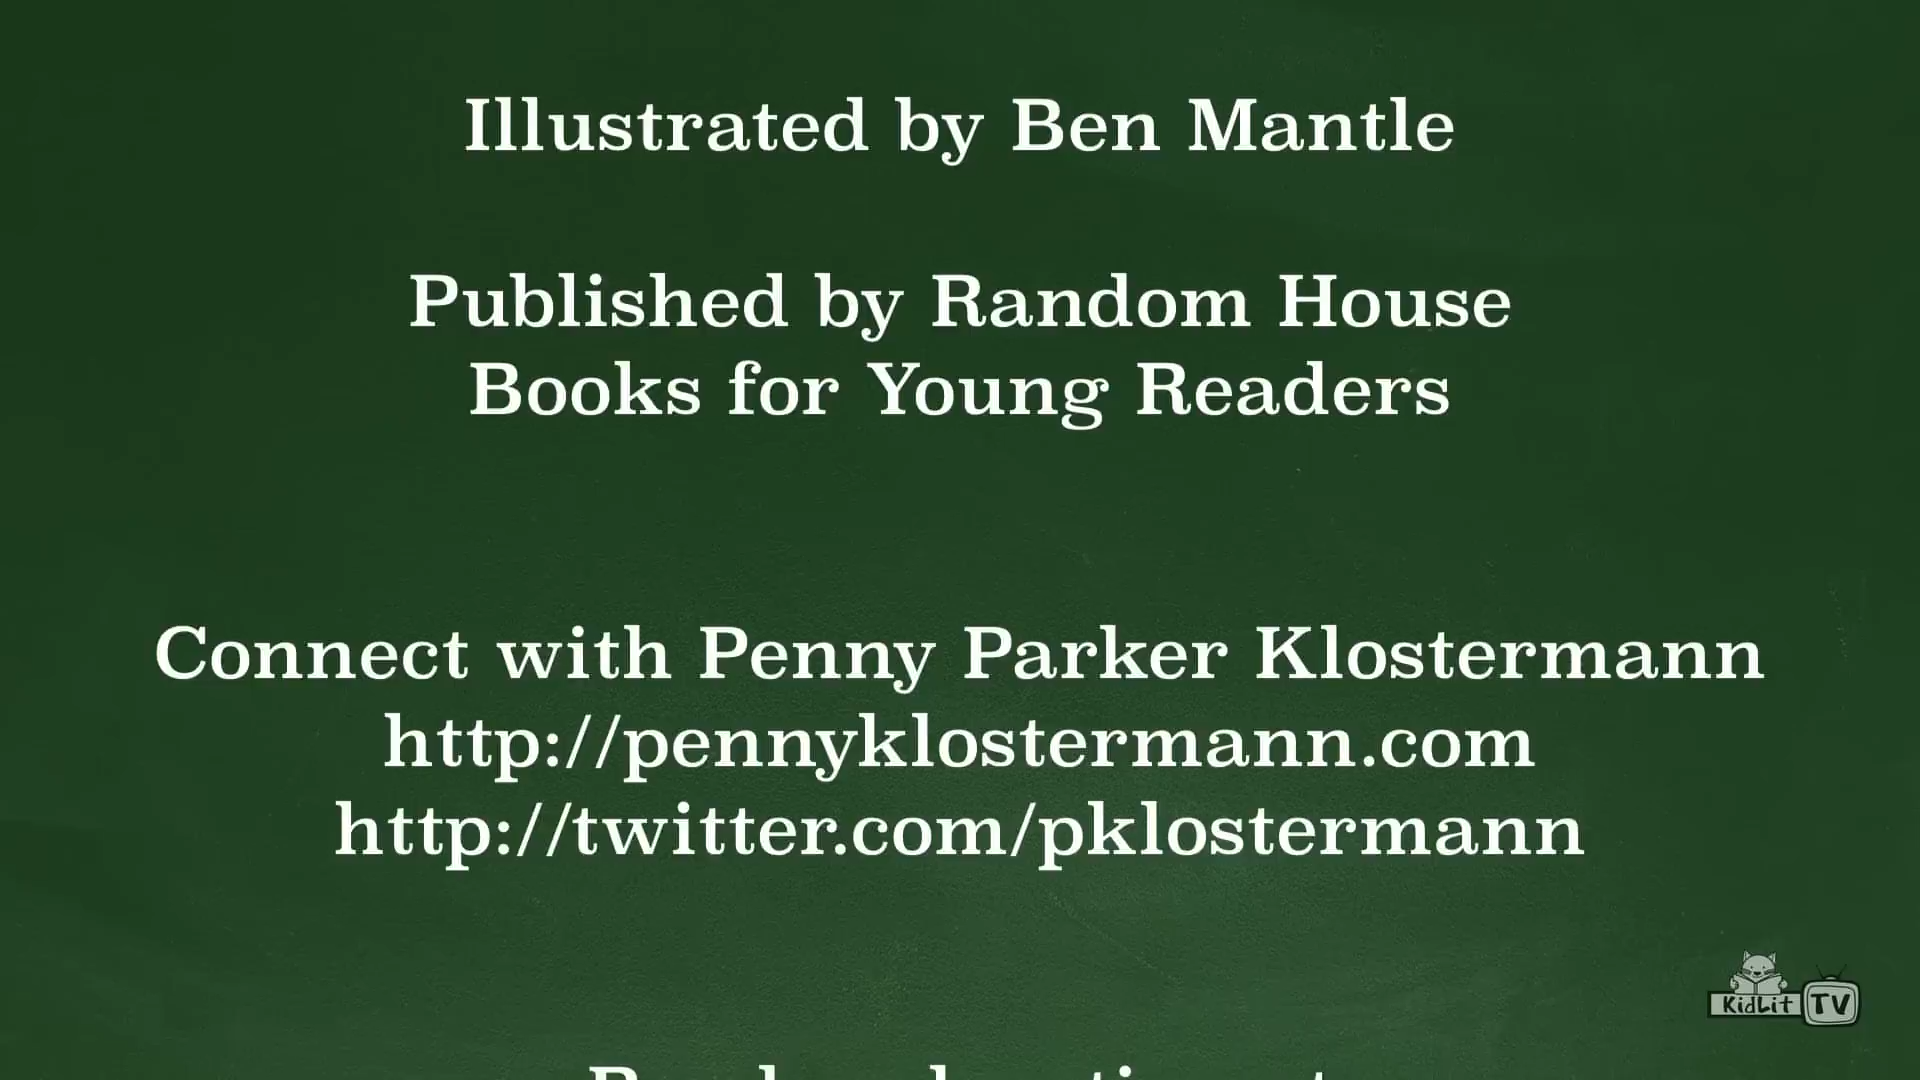 Illustrated by Ben Mantle
Published by Random House
Books for Young Readers
Connect with Penny Parker Klostermann
http://pennyklostermann.com
http://twitter.com/pklostermann
KidLit TV